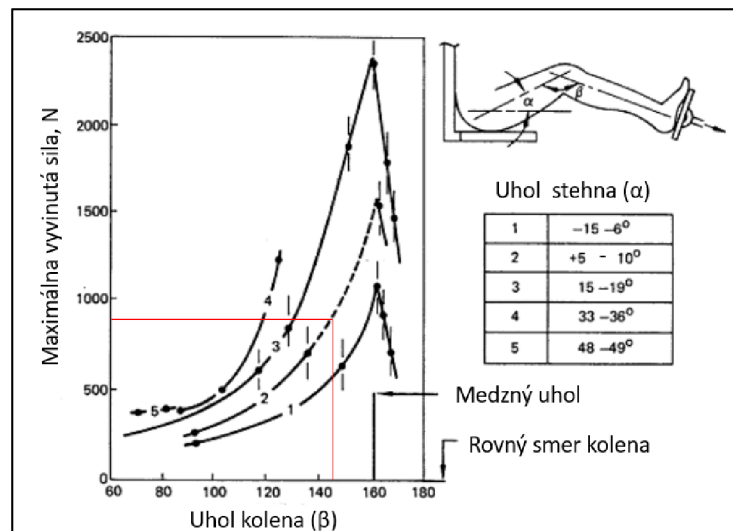 Maximálna vyvinutá sila, N
2500
2000
1500
1000
500
0
60
80
100
120
140
160
180
Uhol kolena (β)
4
3
5
2
1
α
β
Uhol stehna (α)
1 −15 −6°
2 +5 - 10°
3 15 −19°
4 33 −36°
5 48 −49°
Medzný uhol
Rovný smer kolena